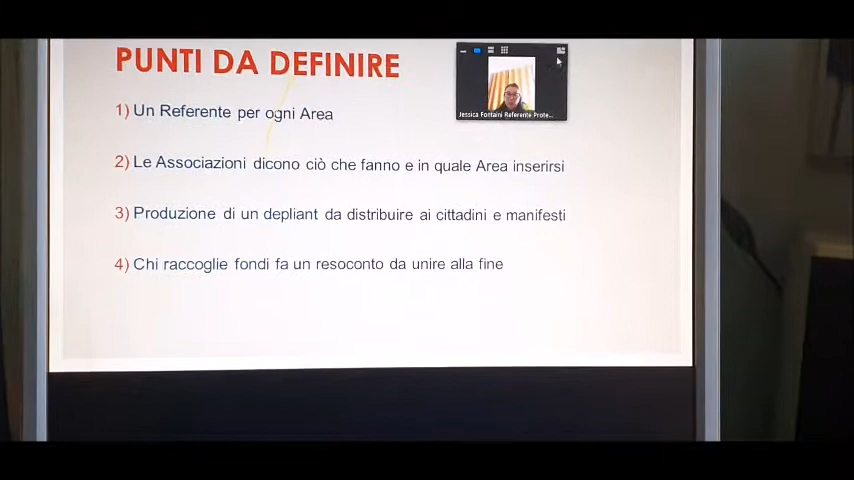 PUNTI DA DEFINIRE
1) Un Referente per ogni Area
2) Le Associazioni dicono ciò che fanno e in quale Area inserirsi
3) Produzione di un depliant da distribuire ai cittadini e manifesti
4) Chi raccoglie fondi fa un resoconto da unire alla fine
Jessica Fontaini Referente Prote...